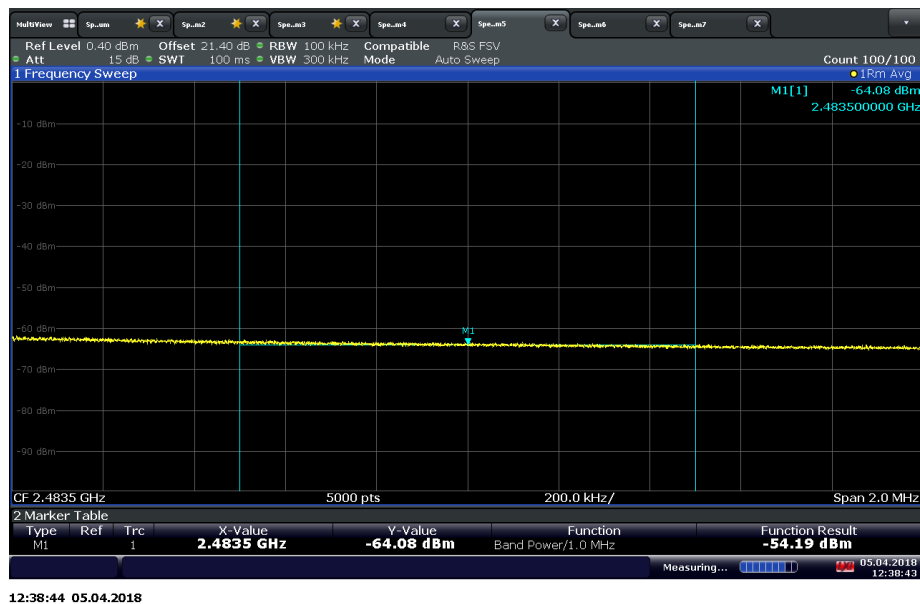 MultiView Sp..um X Sp..m2 X Spe..m3 X Spe..m4 X Spe..m5 X Spe..m6 X Spe..m7 X
Ref Level 0.40 dBm Offset 21.40 dB RBW 100 kHz Compatible R&S FSV
Att 15 dB SWT 100 ms VBW 300 kHz Mode Auto Sweep Count 100/100
1 Frequency Sweep 1Rm Avg
M1[1] -64.08 dBm
2.483500000 GHz
-10 dBm
-20 dBm
-30 dBm
-40 dBm
-50 dBm
-60 dBm
M1
-70 dBm
-80 dBm
-90 dBm
CF 2.4835 GHz 5000 pts 200.0 kHz/ Span 2.0 MHz
2 Marker Table
Type Ref Trc X-Value Y-Value Function Function Result
M1 1 2.4835 GHz -64.08 dBm Band Power/1.0 MHz -54.19 dBm
Measuring... 05.04.2018
12:38:43
12:38:44 05.04.2018